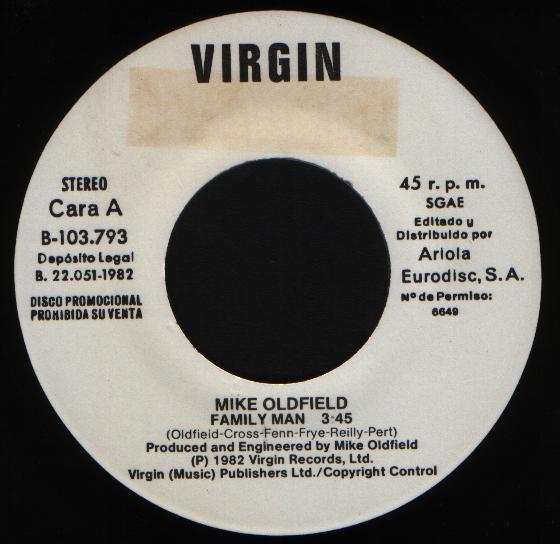 VIRGIN
STEREO
Cara A
B-103.793
Depósito Legal
B. 22.051-1982
DISCO PROMOCIONAL
PROHIBIDA SU VENTA
45 r. p. m.
SGAE
Editado y
Distribuido por
Ariola
Eurodisc, S.A.
Nº de Permiso:
6649
MIKE OLDFIELD
FAMILY MAN 3:45
(Oldfield-Cross-Fenn-Frye-Reilly-Pert)
Produced and Engineered by Mike Oldfield
(P) 1982 Virgin Records, Ltd.
Virgin (Music) Publishers Ltd./Copyright Control